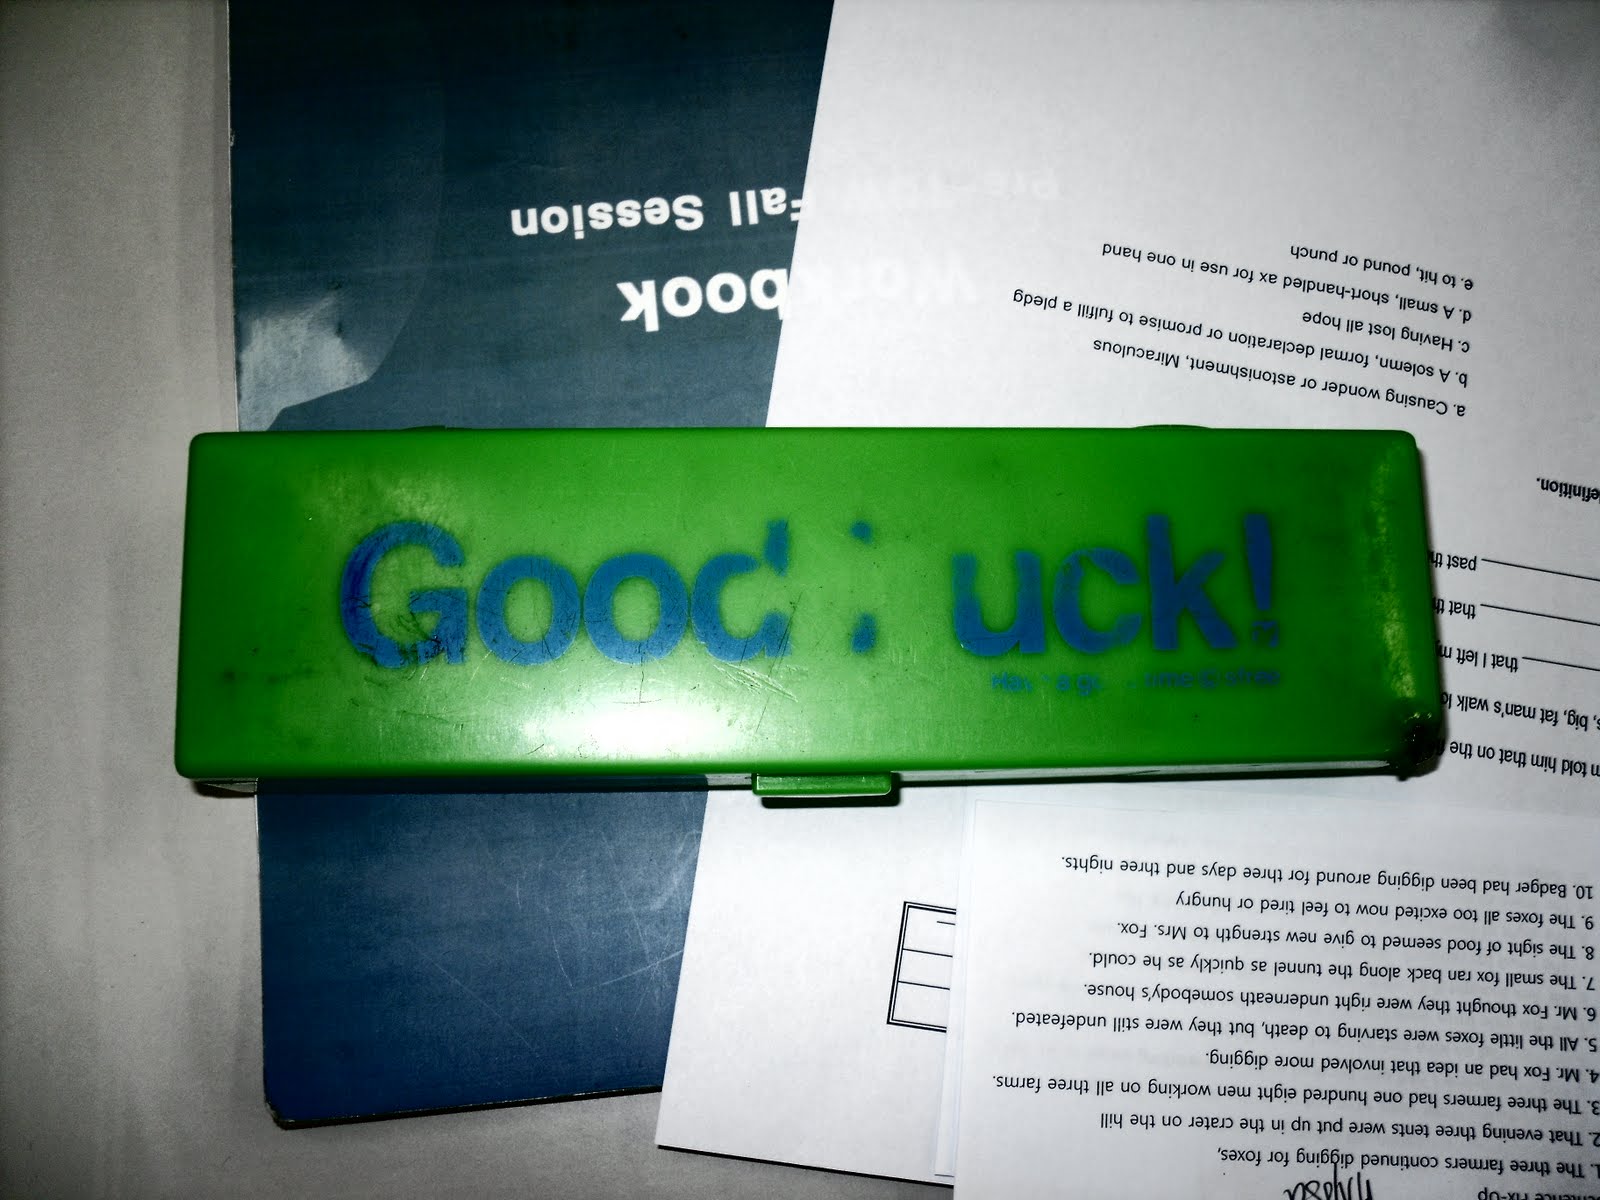 Good uck!
Fall Session
Workbook
a. Causing wonder or astonishment, Miraculous
b. A solemn, formal declaration or promise to fulfill a pledg
c. Having lost all hope
d. A small, short-handled ax for use in one hand
e. to hit, pound or punch
efinition.
past th
that th
that I left m
s, big, fat man's walk lo
m told him that on the
entence Fix-Up
1. The three farmers continued digging for foxes,
2. That evening three tents were put up in the crater on the hill
3. The three farmers had one hundred eight men working on all three farms.
4. Mr. Fox had an idea that involved more digging.
5. All the little foxes were starving to death, but they were still undefeated.
6. Mr. Fox thought they were right underneath somebody's house.
7. The small fox ran back along the tunnel as quickly as he could.
8. The sight of food seemed to give new strength to Mrs. Fox.
9. The foxes all too excited now to feel tired or hungry
10. Badger had been digging around for three days and three nights.